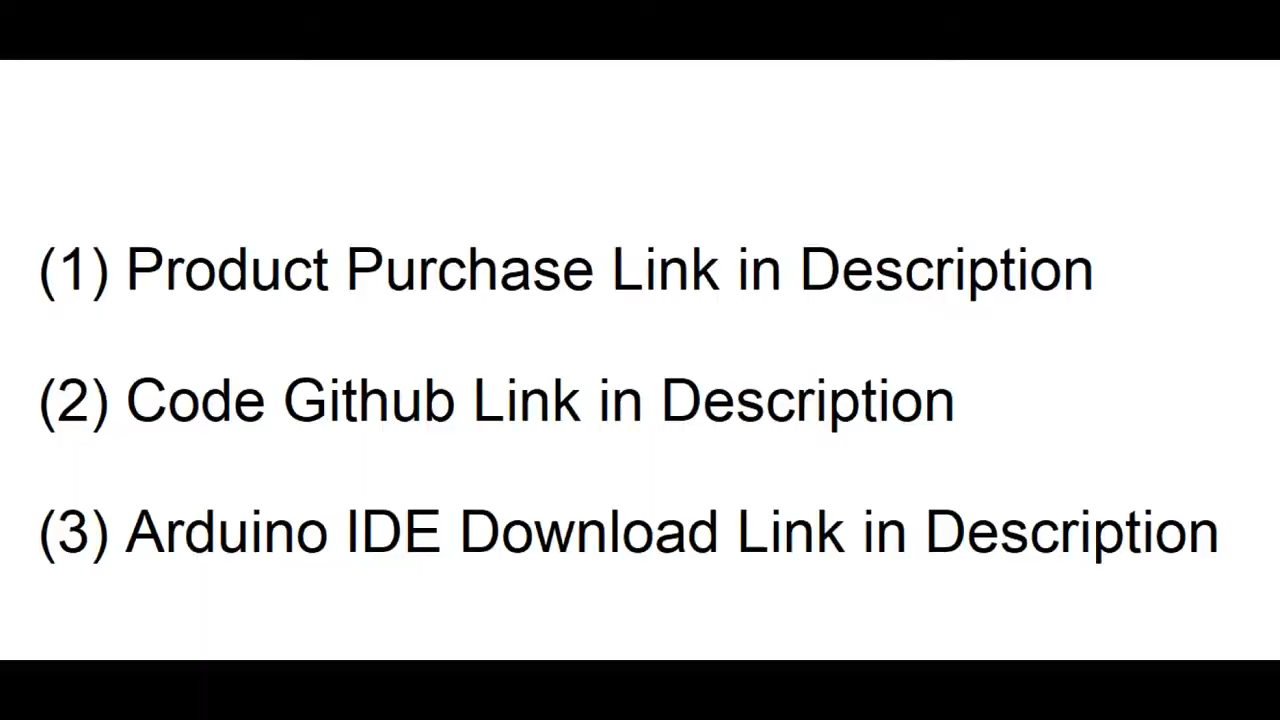 (1) Product Purchase Link in Description
(2) Code Github Link in Description
(3) Arduino IDE Download Link in Description